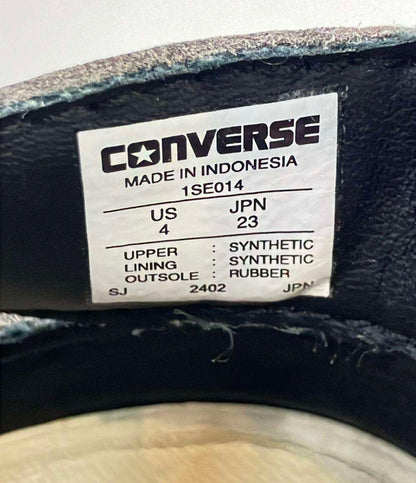 CONVERSE
MADE IN INDONESIA
1SE014
US JPN
4 23
UPPER : SYNTHETIC
LINING : SYNTHETIC
OUTSOLE : RUBBER
SJ 2402 JPN